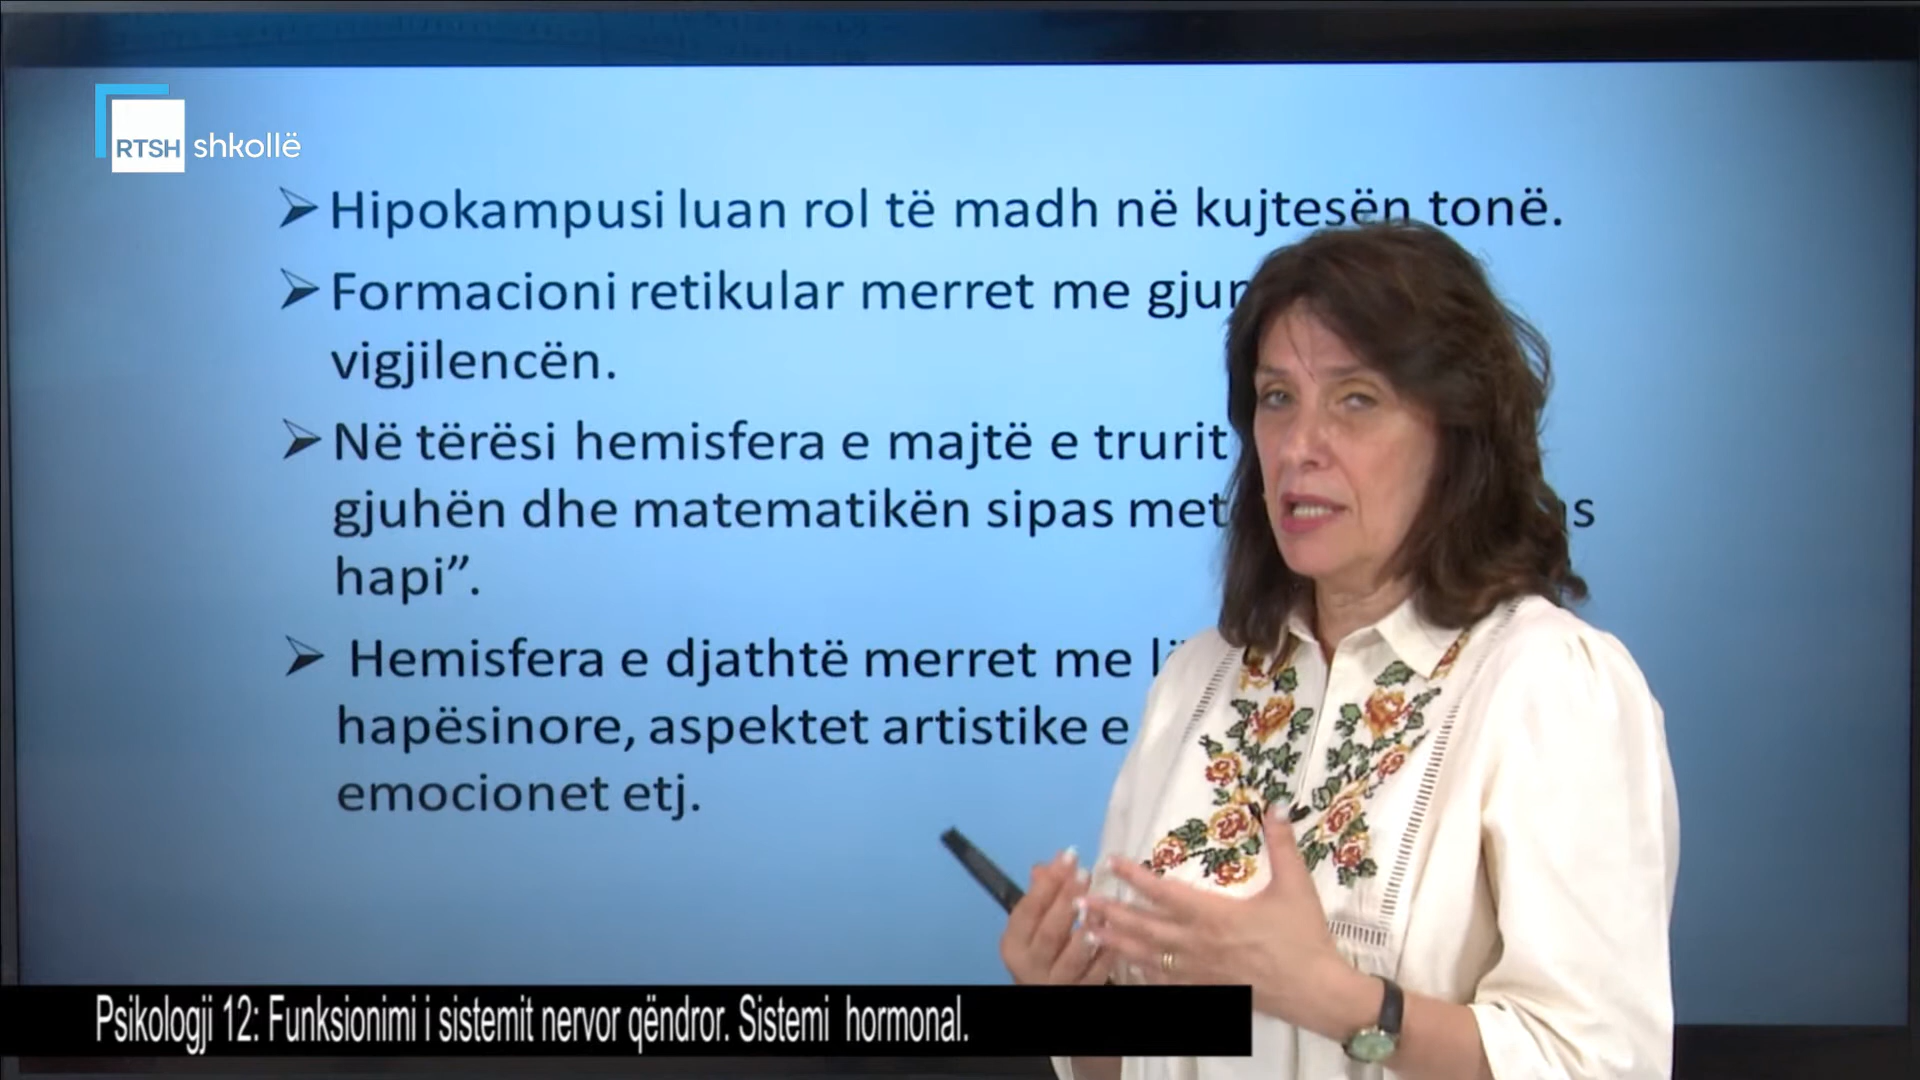 RTSH shkollë
Hipokampusi luan rol të madh në kujtesën tonë.
Formacioni retikular merret me
vigjilencën.
Në tërësi hemisfera e majtë e trurit
gjuhën dhe matematikën sipas
hapi”.
Hemisfera e djathtë merret me
hapësinore, aspektet artistike e
emocionet etj.
Psikologji 12: Funksionimi i sistemit nervor qëndror. Sistemi hormonal.